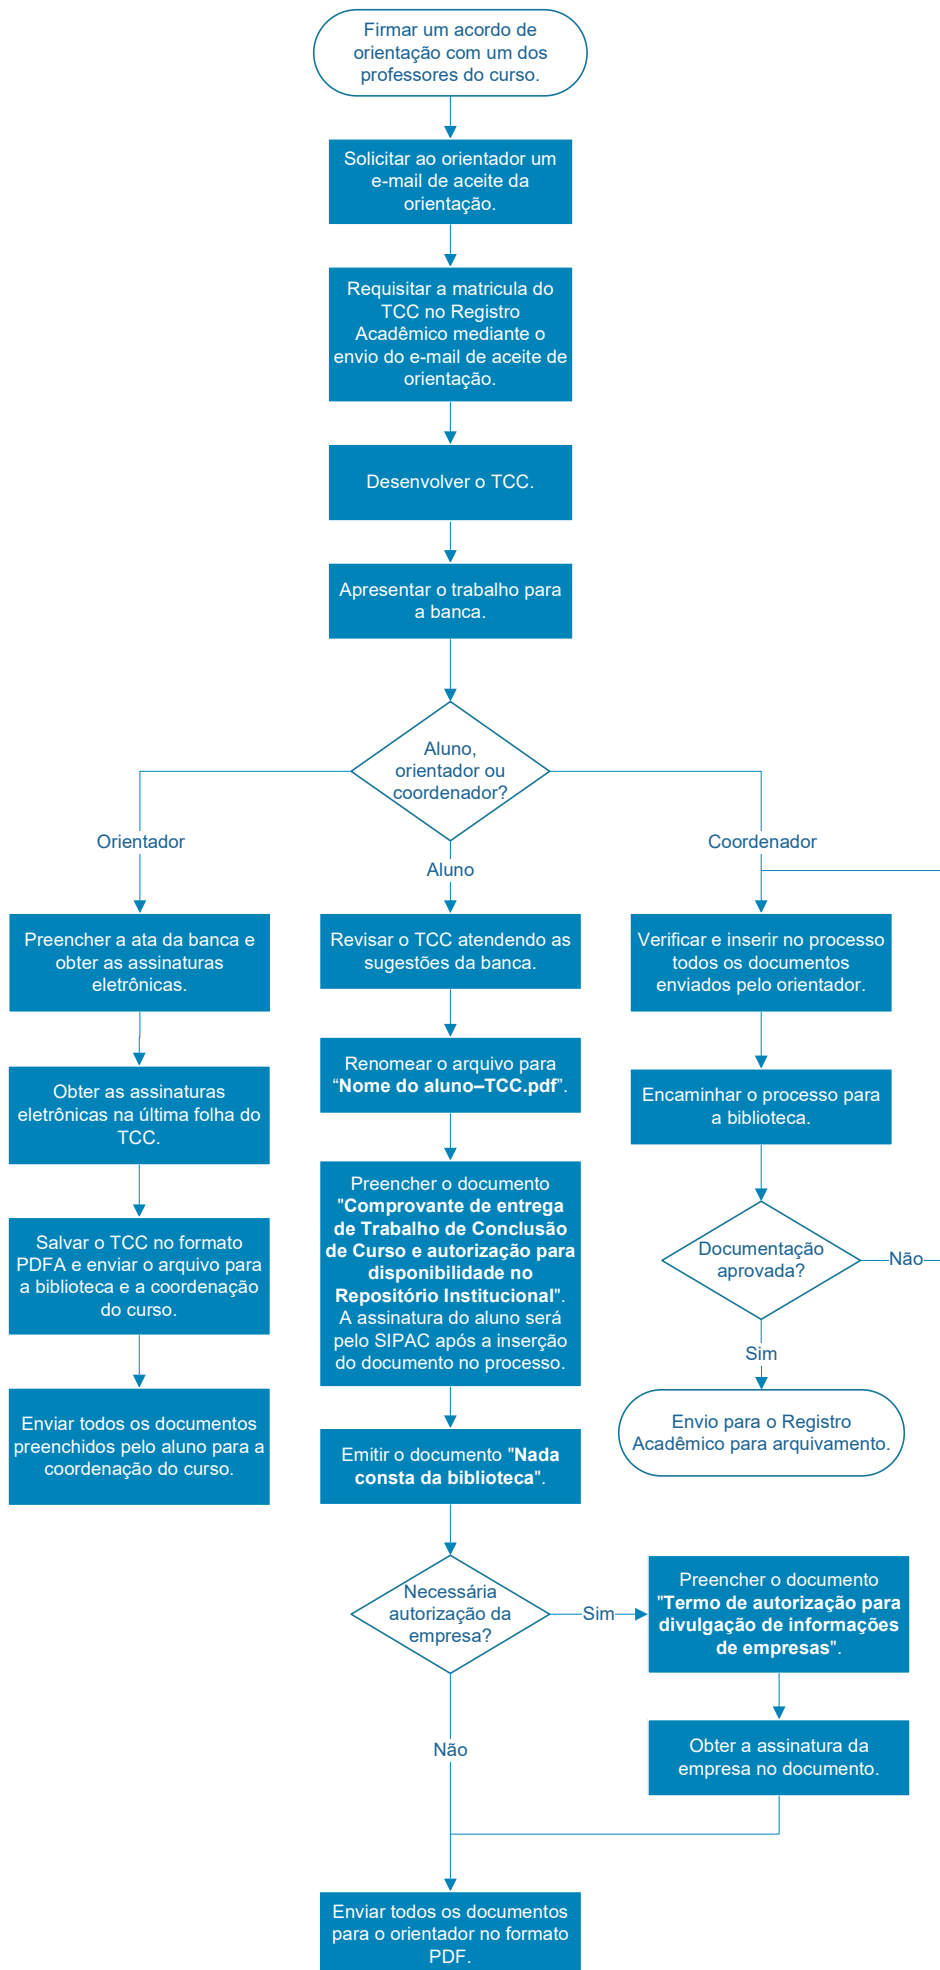 Firmar um acordo de
orientação com um dos
professores do curso.
Solicitar ao orientador um
e-mail de aceite da
orientação.
Requisitar a matricula do
TCC no Registro
Acadêmico mediante o
envio do e-mail de aceite de
orientação.
Desenvolver o TCC.
Apresentar o trabalho para
a banca.
Aluno,
orientador ou
coordenador?
Orientador
Preencher a ata da banca e
obter as assinaturas
eletrônicas.
Obter as assinaturas
eletrônicas na última folha do
TCC.
Salvar o TCC no formato
PDFA e enviar o arquivo para
a biblioteca e a coordenação
do curso.
Enviar todos os documentos
preenchidos pelo aluno para a
coordenação do curso.
Aluno
Revisar o TCC atendendo as
sugestões da banca.
Renomear o arquivo para
“Nome do aluno–TCC.pdf”.
Preencher o documento
"Comprovante de entrega
de Trabalho de Conclusão
de Curso e autorização para
disponibilidade no
Repositório Institucional".
A assinatura do aluno será
pelo SIPAC após a inserção
do documento no processo.
Emitir o documento "Nada
consta da biblioteca".
Necessária
autorização da
empresa?
Sim
Preencher o documento
"Termo de autorização para
divulgação de informações
de empresas".
Obter a assinatura da
empresa no documento.
Não
Enviar todos os documentos
para o orientador no formato
PDF.
Coordenador
Verificar e inserir no processo
todos os documentos
enviados pelo orientador.
Encaminhar o processo para
a biblioteca.
Documentação
aprovada?
Não
Sim
Envio para o Registro
Acadêmico para arquivamento.